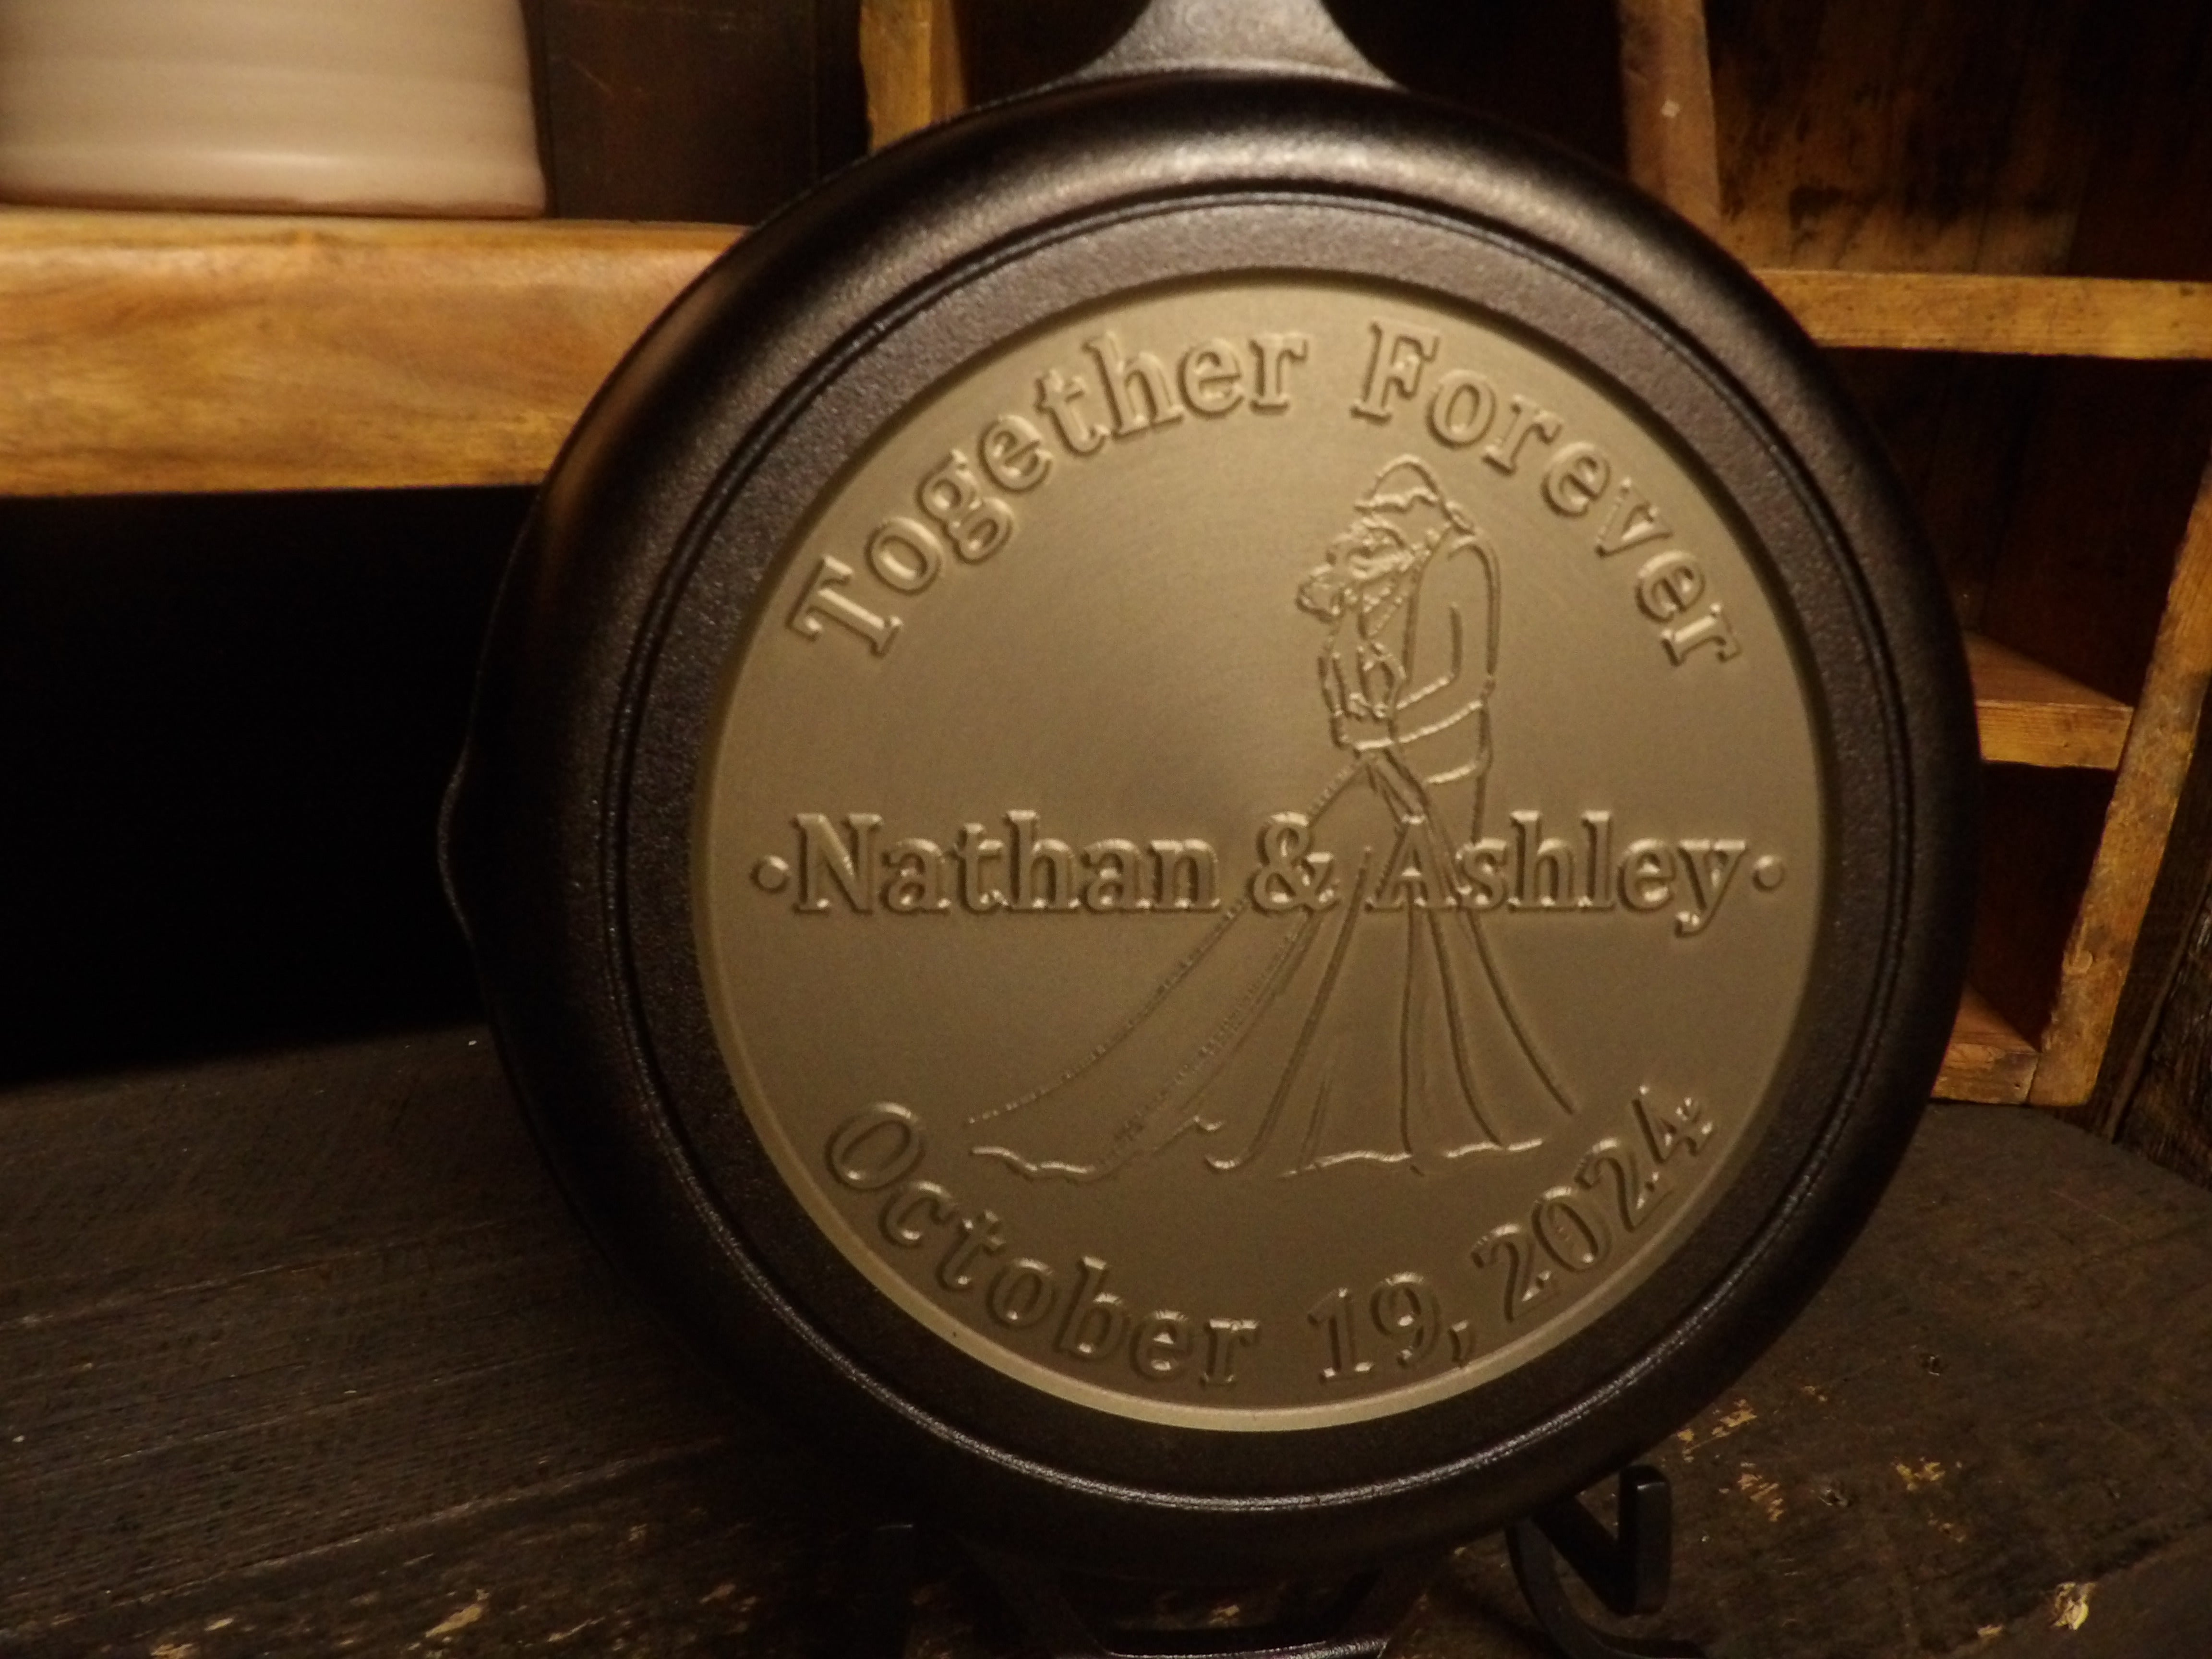 Together Forever
•Nathan & Ashley•
October 19, 2024